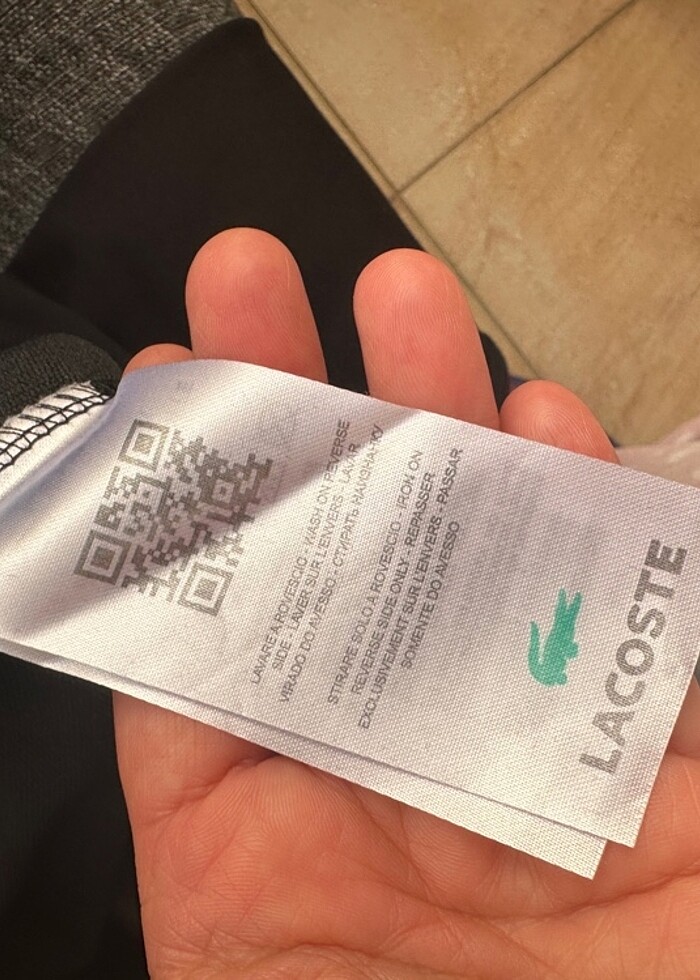 LACOSTE
LAVARE A ROVESCIO - WASH ON REVERSE
SIDE - LAVER SUR L'ENVERS - LAVAR
VIRADO DO AVESSO - СТИРАТЬ НАИЗНАНКУ
STIRARE SOLO A ROVESCIO - IRON ON
REVERSE SIDE ONLY - REPASSER
EXCLUSIVEMENT SUR L'ENVERS - PASSAR
SOMENTE DO AVESSO